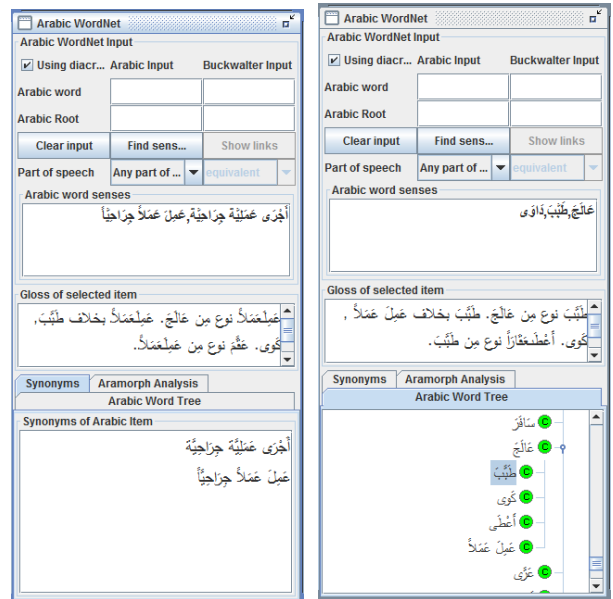 Arabic WordNet
Arabic WordNet Input
Using diacr... Arabic Input Buckwalter Input
Arabic word
Arabic Root
Clear input Find sens... Show links
Part of speech Any part of ... equivalent
Arabic word senses
أَجْرَى عَمَلِيَّة جِرَاحِيَّة,عَمِلَ عَمَلاً جِرَاحِيّاً
Gloss of selected item
عَمِلَعَمَلاً نوع مِن عَالَجَ. عَمِلَعَمَلاً بخلاف طَبَّبَ,
كَوى. عَقَّمَ نوع مِن عَمِلَعَمَلاً.
Synonyms Aramorph Analysis
Arabic Word Tree
Synonyms of Arabic Item
أَجْرَى عَمَلِيَّة جِرَاحِيَّة
عَمِلَ عَمَلاً جِرَاحِيّاً
Arabic WordNet
Arabic WordNet Input
Using diacr... Arabic Input Buckwalter Input
Arabic word
Arabic Root
Clear input Find sens... Show links
Part of speech Any part of ... equivalent
Arabic word senses
عَالَجَ,طَبَّبَ,دَاوَى
Gloss of selected item
طَبَّبَ نوع مِن عَالَجَ. طَبَّبَ بخلاف عَمِلَ عَمَلاً ,
كَوى. أَعْطَىعَقَاراً نوع مِن طَبَّبَ.
Synonyms Aramorph Analysis
Arabic Word Tree
سَافَرَ
عَالَجَ
طَبَّبَ
كَوى
أَعْطَى
عَمِلَ عَمَلاً
عَرَّى